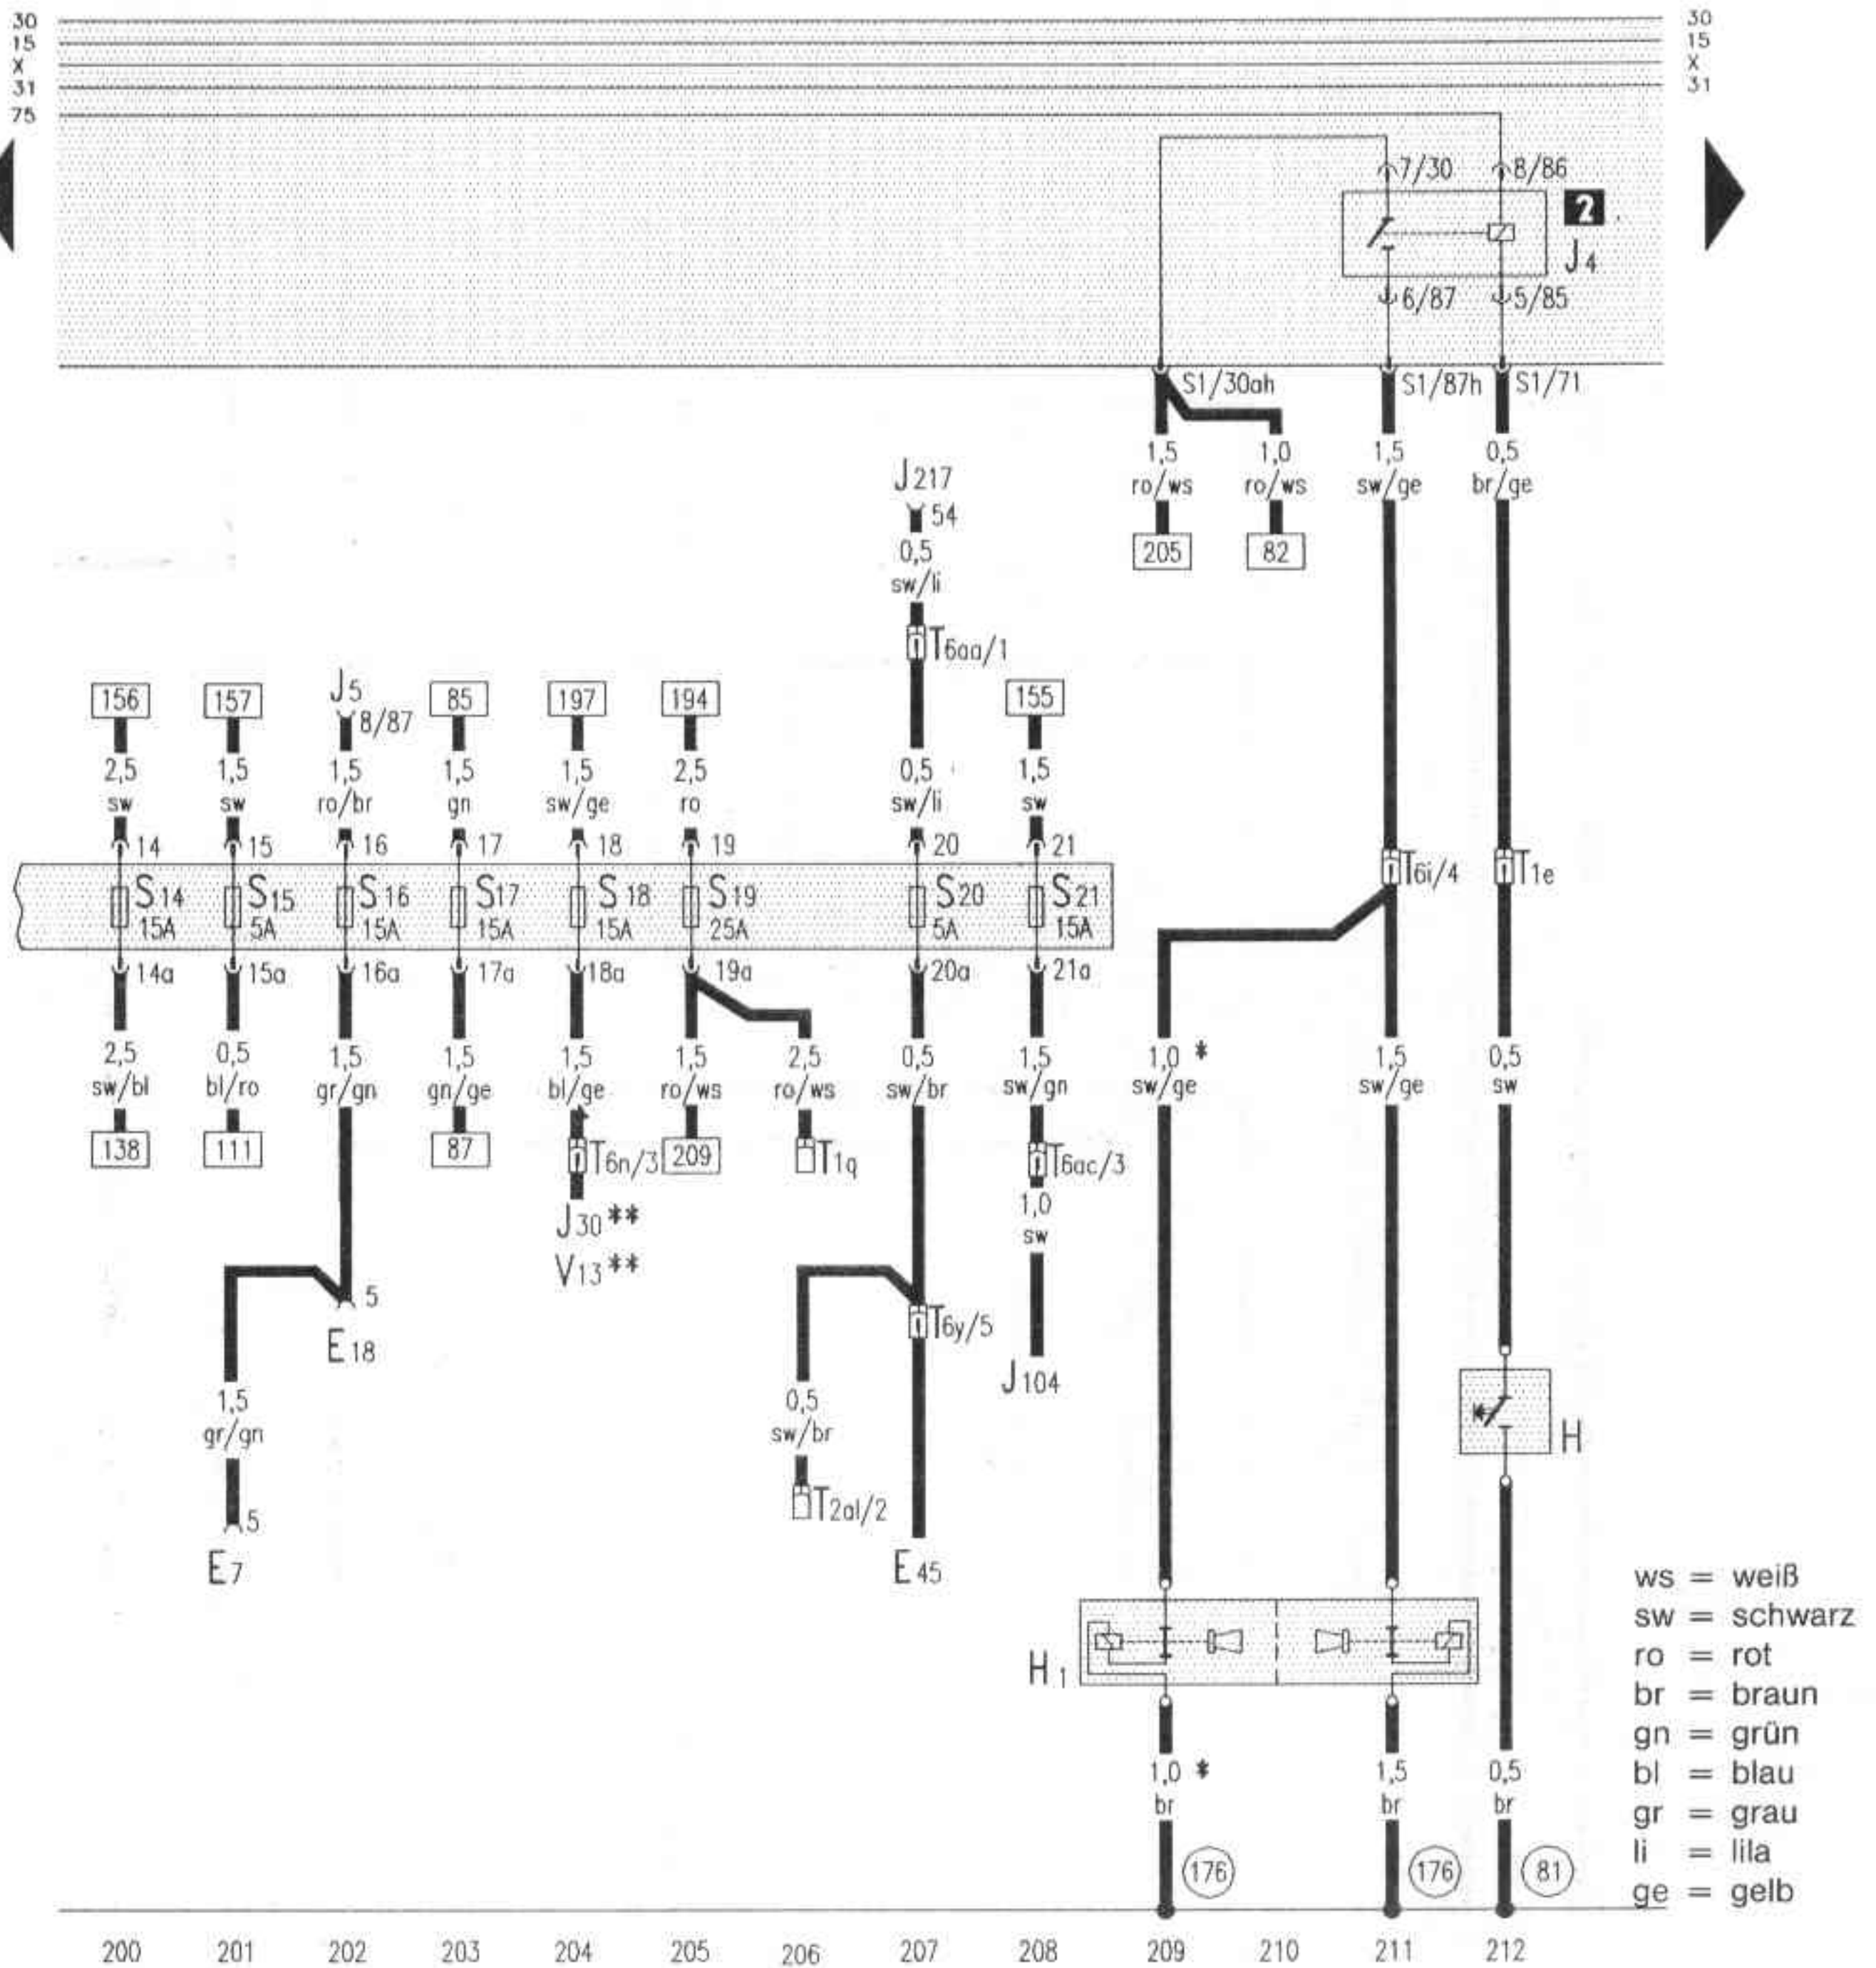 30 30
15 15
X X
31 31
75
7/30 8/86
2
J4
6/87 5/85
S1/30ah S1/87h S1/71
1,5 1,0 1,5 0,5
ro/ws ro/ws sw/ge br/ge
205 82
J217
54
0,5
sw/li
T6aa/1
156 157 J5 85 197 194 155
8/87
2,5 1,5 1,5 1,5 1,5 2,5 0,5 1,5
sw sw ro/br gn sw/ge ro sw/li sw
14 15 16 17 18 19 20 21
S14 S15 S16 S17 S18 S19 S20 S21
15A 5A 15A 15A 15A 25A 5A 15A
T6i/4 T1e
14a 15a 16a 17a 18a 19a 20a 21a
2,5 0,5 1,5 1,5 1,5 1,5 2,5 0,5 1,5 1,0 * 1,5 0,5
sw/bl bl/ro gr/gn gn/ge bl/ge ro/ws ro/ws sw/br sw/gn sw/ge sw/ge sw
138 111 87 T6n/3 209 T1q T6ac/3
J30**
V13**
1,0
sw
5
E18
T6y/5
J104
1,5 0,5
gr/gn sw/br
H
5
E7
T2al/2
E45
H1
ws = weiß
sw = schwarz
ro = rot
br = braun
gn = grün
bl = blau
gr = grau
li = lila
ge = gelb
1,0 * 1,5 0,5
br br br
176 176 81
200 201 202 203 204 205 206 207 208 209 210 211 212